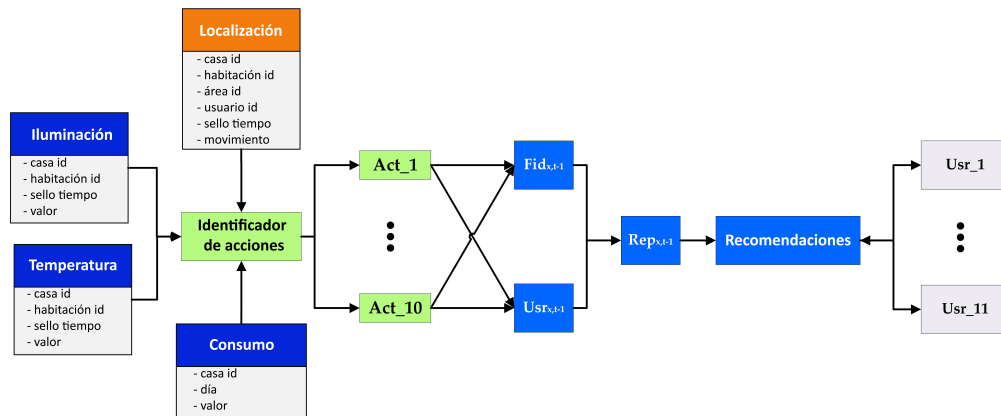 Localización
- casa id
- habitación id
- área id
- usuario id
- sello tiempo
- movimiento
Iluminación
- casa id
- habitación id
- sello tiempo
- valor
Temperatura
- casa id
- habitación id
- sello tiempo
- valor
Consumo
- casa id
- día
- valor
Identificador
de acciones
Act_1
Act_10
Fidx,t-1
Usrx,t-1
Repx,t-1
Recomendaciones
Usr_1
Usr_11